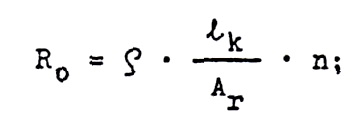 R₀ = ρ · ℓₖ / Aᵣ · n;